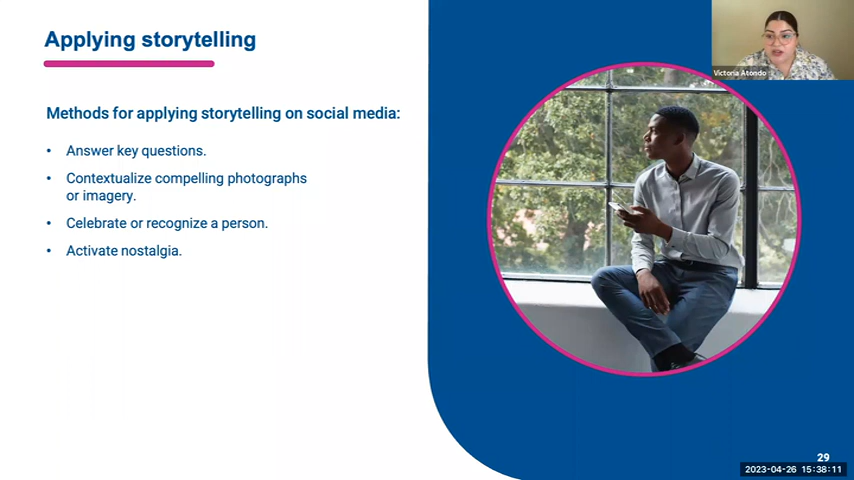 Applying storytelling
Victoria Atondo
Methods for applying storytelling on social media:
• Answer key questions.
• Contextualize compelling photographs
or imagery.
• Celebrate or recognize a person.
• Activate nostalgia.
29
2023-04-26 15:38:11